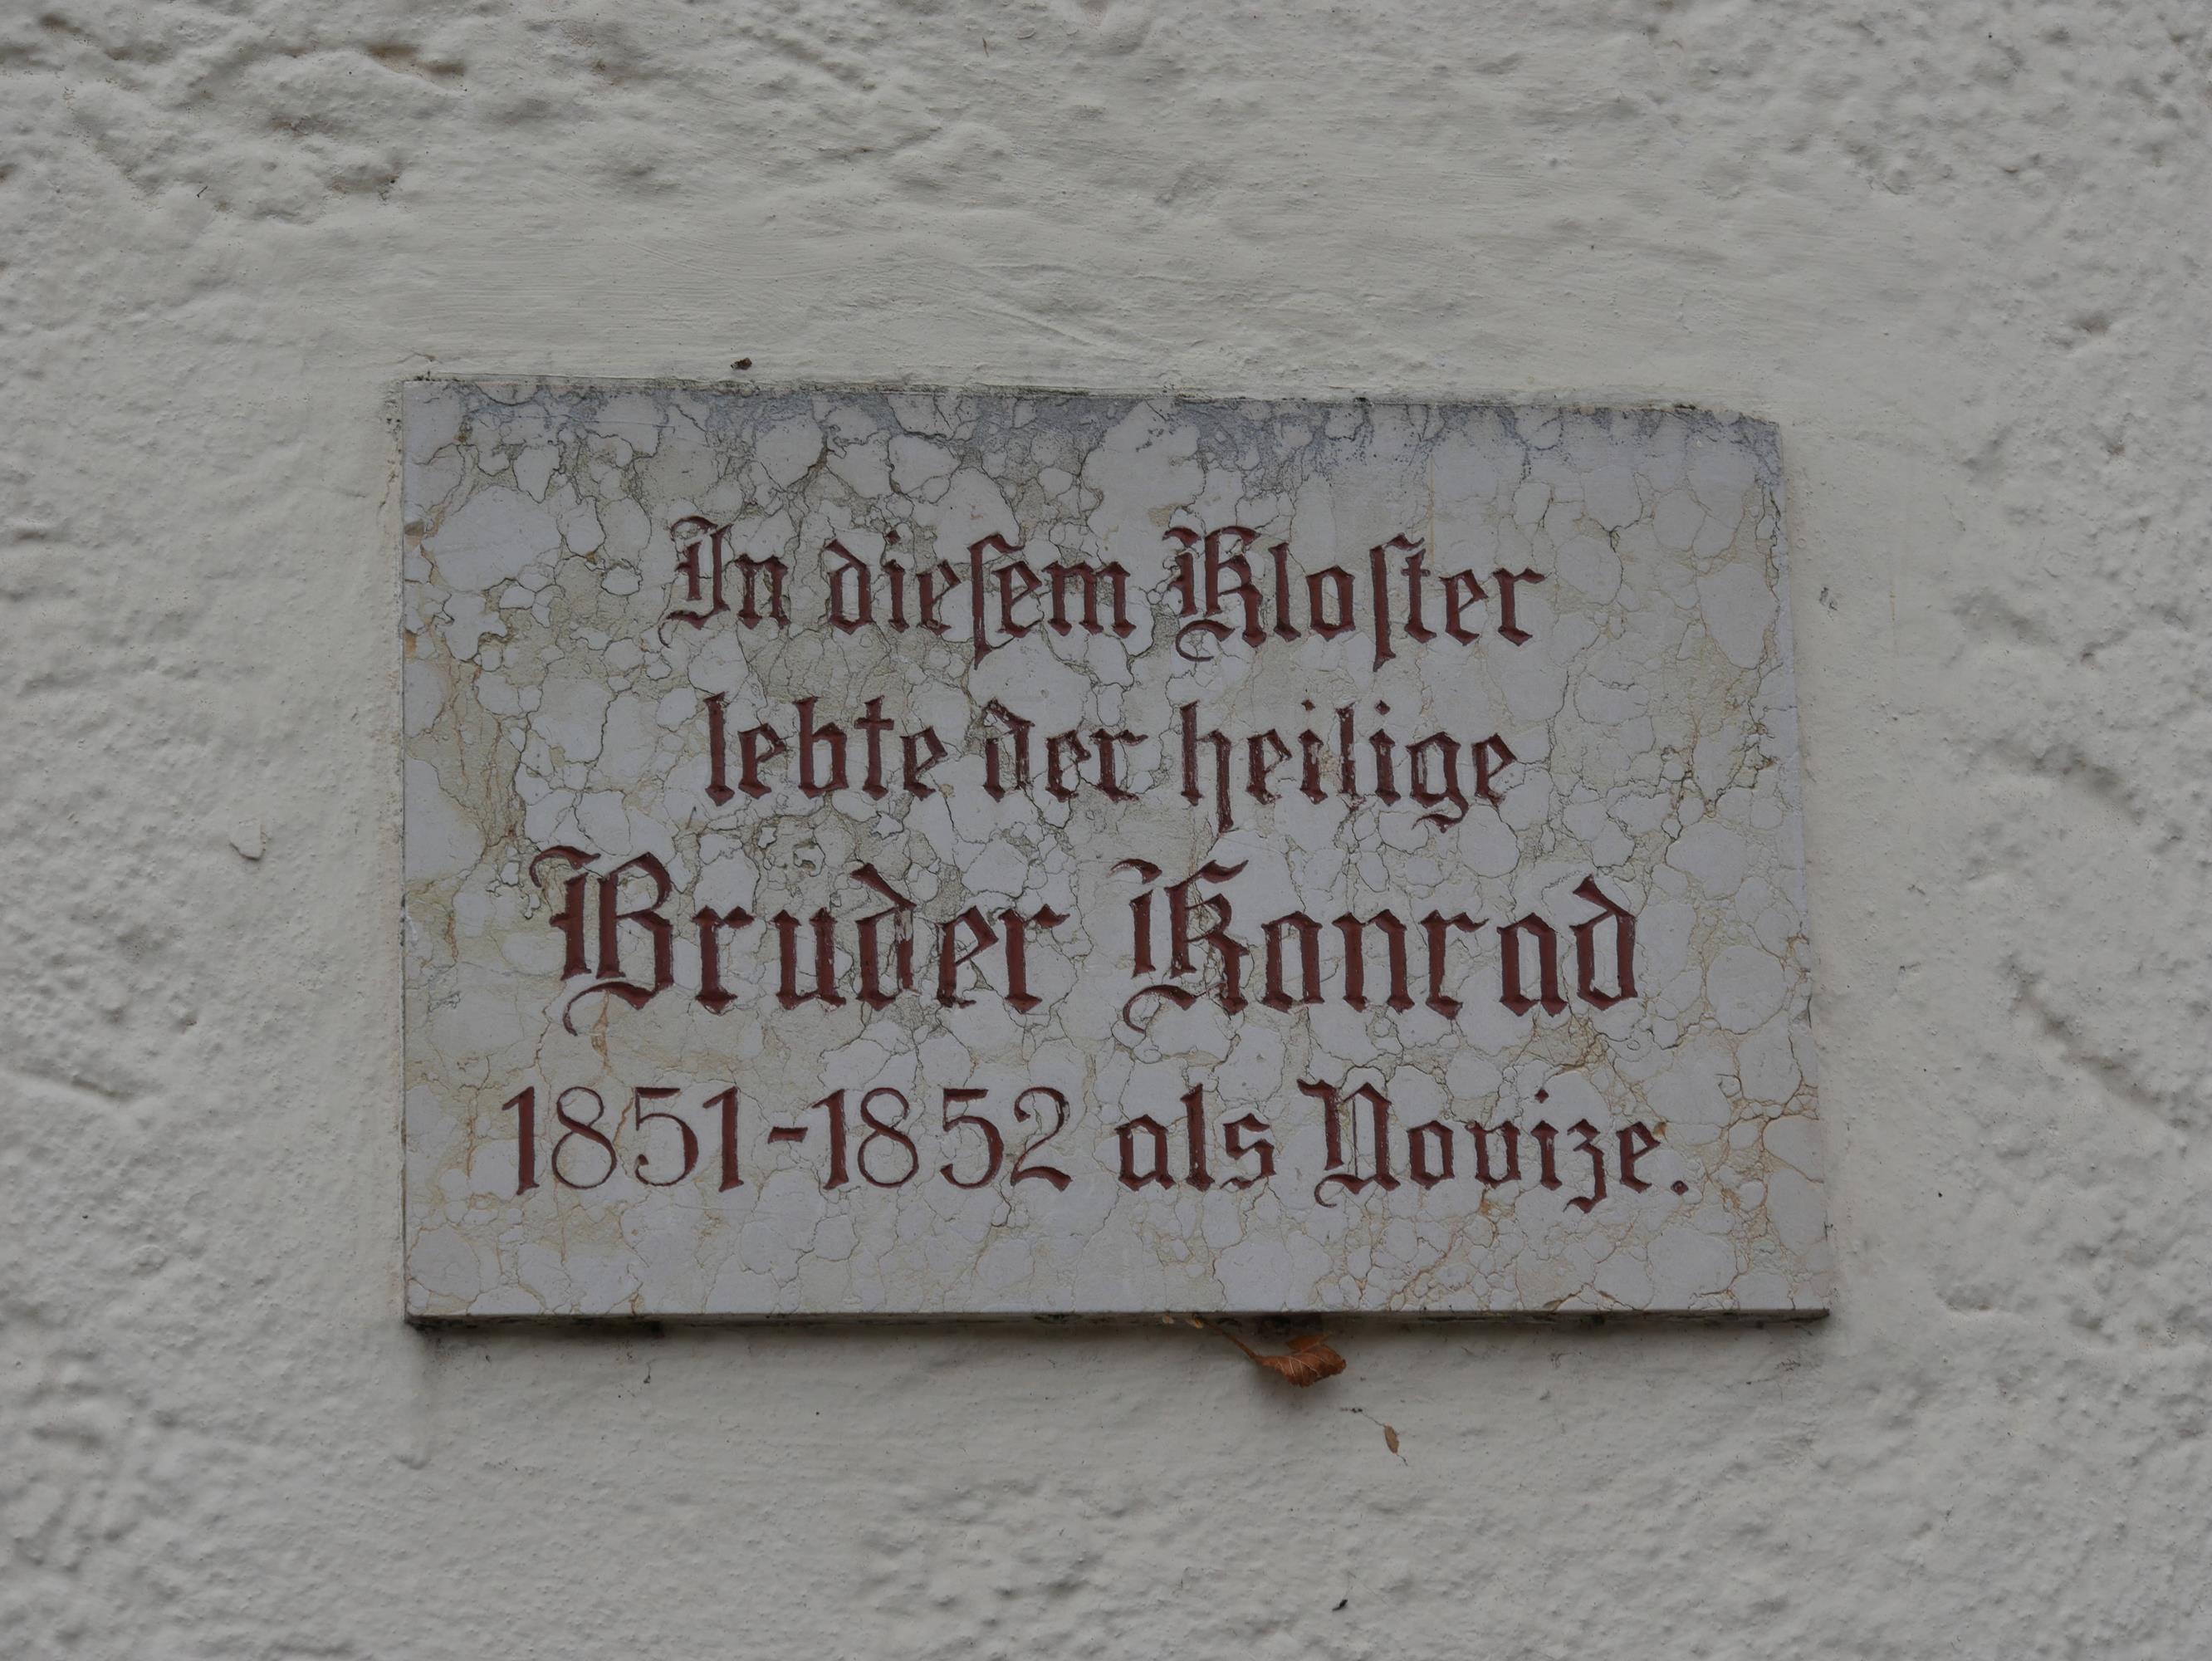 In dieſem Kloſter
lebte der heilige
Bruder Konrad
1851-1852 als Novize.